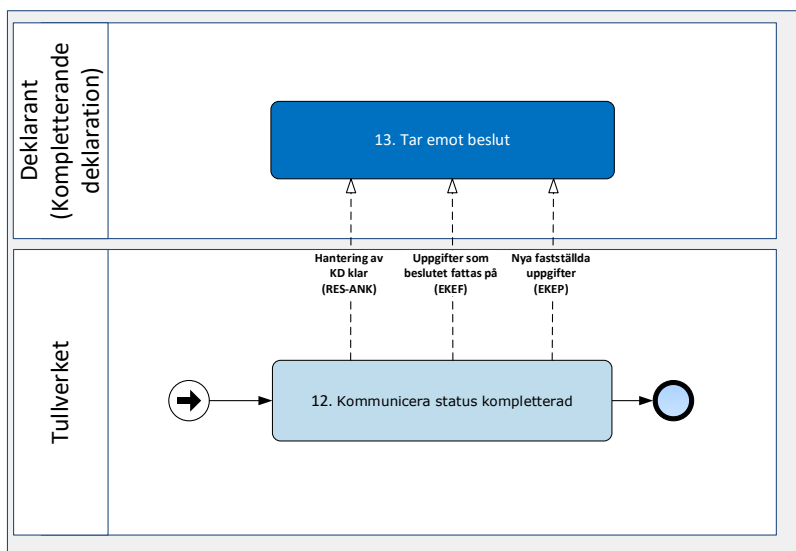 Deklarant
(Kompletterande
deklaration)
13. Tar emot beslut
Hantering av
KD klar
(RES-ANK)
Uppgifter som
beslutet fattas på
(EKEF)
Nya fastställda
uppgifter
(EKEP)
Tullverket
12. Kommunicera status kompletterad